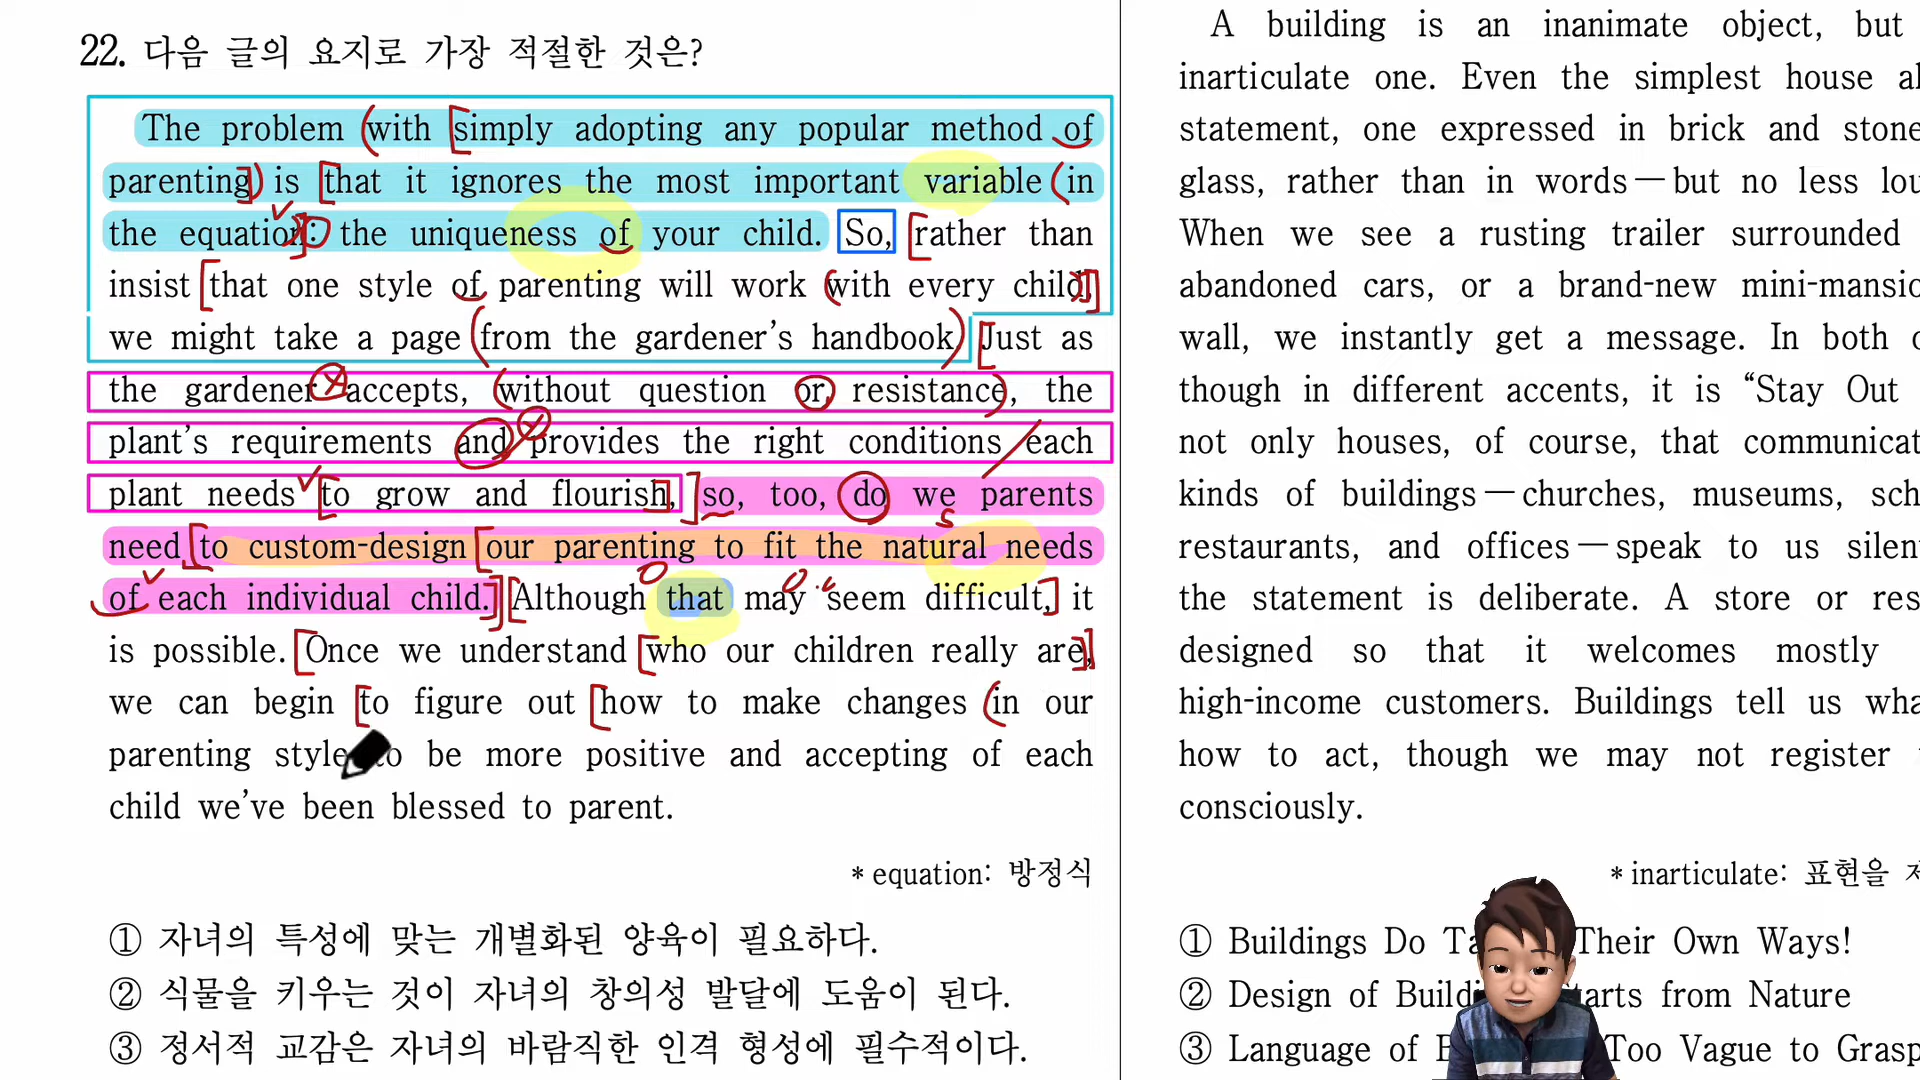 22. 다음 글의 요지로 가장 적절한 것은?
The problem with simply adopting any popular method of
parenting is that it ignores the most important variable in
the equation: the uniqueness of your child. So, rather than
insist that one style of parenting will work with every child,
we might take a page from the gardener's handbook. Just as
the gardener accepts, without question or resistance, the
plant's requirements and provides the right conditions each
plant needs to grow and flourish, so, too, do we parents
need to custom-design our parenting to fit the natural needs
of each individual child. Although that may seem difficult, it
is possible. Once we understand who our children really are,
we can begin to figure out how to make changes in our
parenting style to be more positive and accepting of each
child we've been blessed to parent.
* equation: 방정식
① 자녀의 특성에 맞는 개별화된 양육이 필요하다.
② 식물을 키우는 것이 자녀의 창의성 발달에 도움이 된다.
③ 정서적 교감은 자녀의 바람직한 인격 형성에 필수적이다.
A building is an inanimate object, but
inarticulate one. Even the simplest house al
statement, one expressed in brick and stone
glass, rather than in words—but no less lou
When we see a rusting trailer surrounded
abandoned cars, or a brand-new mini-mansio
wall, we instantly get a message. In both o
though in different accents, it is “Stay Out
not only houses, of course, that communicat
kinds of buildings—churches, museums, sch
restaurants, and offices—speak to us silent
the statement is deliberate. A store or res
designed so that it welcomes mostly
high-income customers. Buildings tell us wha
how to act, though we may not register
consciously.
* inarticulate: 표현을
① Buildings Do Ta Their Own Ways!
② Design of Buildi tarts from Nature
③ Language of B Too Vague to Grasp